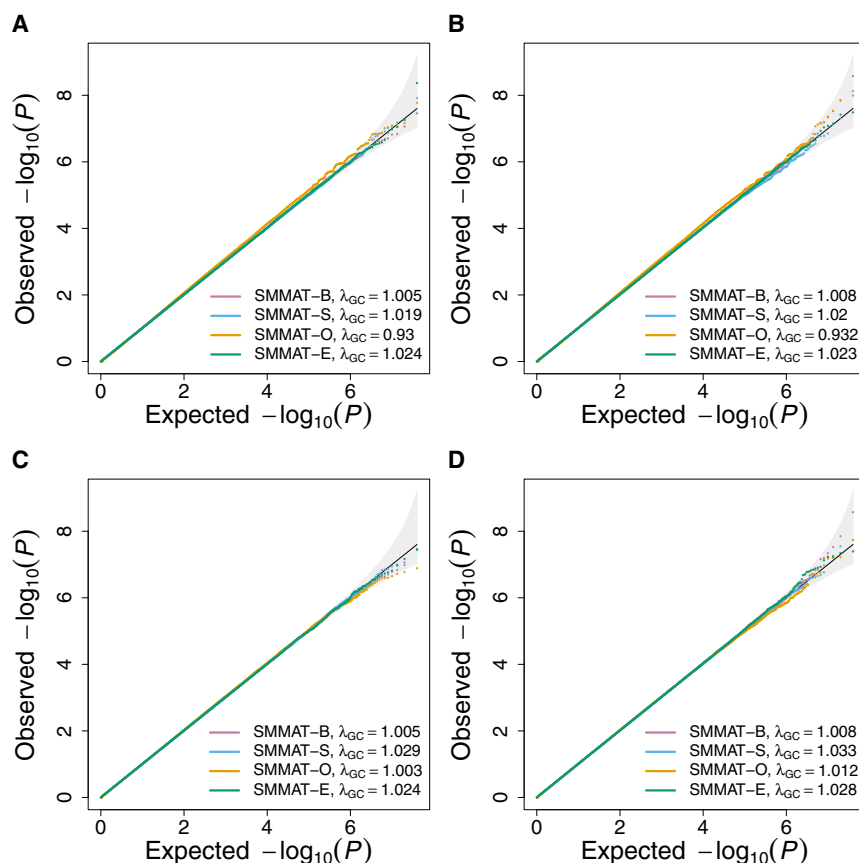 A
Observed −log₁₀(P)
8
6
4
2
0
SMMAT−B, λGC = 1.005
SMMAT−S, λGC = 1.019
SMMAT−O, λGC = 0.93
SMMAT−E, λGC = 1.024
0 2 4 6
Expected −log₁₀(P)
B
Observed −log₁₀(P)
8
6
4
2
0
SMMAT−B, λGC = 1.008
SMMAT−S, λGC = 1.02
SMMAT−O, λGC = 0.932
SMMAT−E, λGC = 1.023
0 2 4 6
Expected −log₁₀(P)
C
Observed −log₁₀(P)
8
6
4
2
0
SMMAT−B, λGC = 1.005
SMMAT−S, λGC = 1.029
SMMAT−O, λGC = 1.003
SMMAT−E, λGC = 1.024
0 2 4 6
Expected −log₁₀(P)
D
Observed −log₁₀(P)
8
6
4
2
0
SMMAT−B, λGC = 1.008
SMMAT−S, λGC = 1.033
SMMAT−O, λGC = 1.012
SMMAT−E, λGC = 1.028
0 2 4 6
Expected −log₁₀(P)